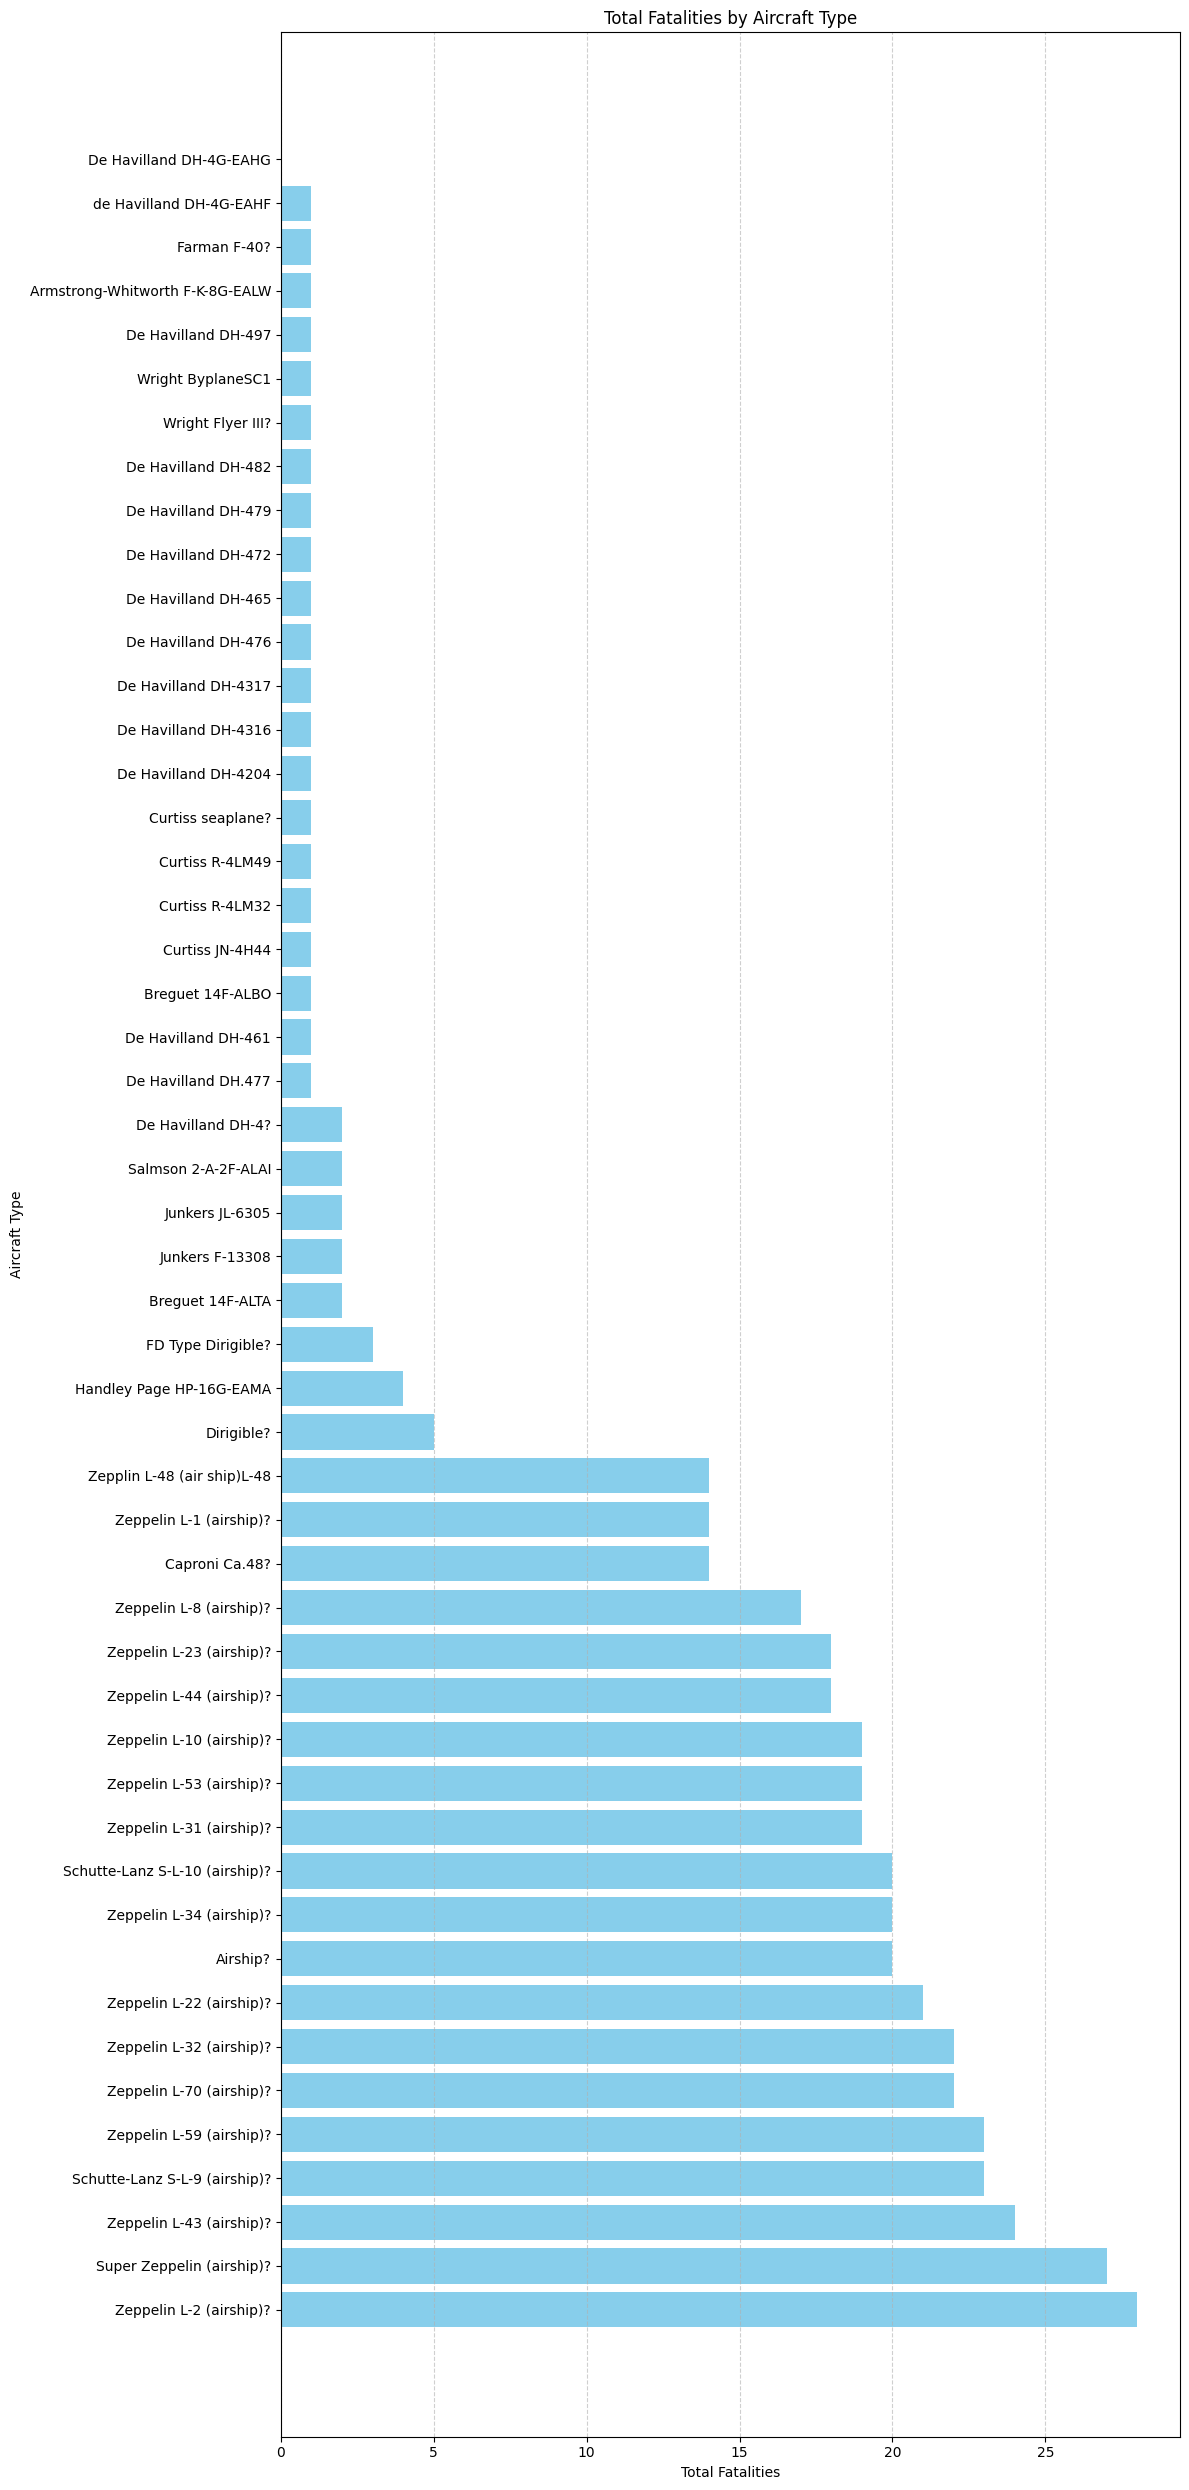 Total Fatalities by Aircraft Type
De Havilland DH-4G-EAHG
de Havilland DH-4G-EAHF
Farman F-40?
Armstrong-Whitworth F-K-8G-EALW
De Havilland DH-497
Wright ByplaneSC1
Wright Flyer III?
De Havilland DH-482
De Havilland DH-479
De Havilland DH-472
De Havilland DH-465
De Havilland DH-476
De Havilland DH-4317
De Havilland DH-4316
De Havilland DH-4204
Curtiss seaplane?
Curtiss R-4LM49
Curtiss R-4LM32
Curtiss JN-4H44
Breguet 14F-ALBO
De Havilland DH-461
De Havilland DH.477
De Havilland DH-4?
Salmson 2-A-2F-ALAI
Junkers JL-6305
Junkers F-13308
Breguet 14F-ALTA
FD Type Dirigible?
Handley Page HP-16G-EAMA
Dirigible?
Zepplin L-48 (air ship)L-48
Zeppelin L-1 (airship)?
Caproni Ca.48?
Zeppelin L-8 (airship)?
Zeppelin L-23 (airship)?
Zeppelin L-44 (airship)?
Zeppelin L-10 (airship)?
Zeppelin L-53 (airship)?
Zeppelin L-31 (airship)?
Schutte-Lanz S-L-10 (airship)?
Zeppelin L-34 (airship)?
Airship?
Zeppelin L-22 (airship)?
Zeppelin L-32 (airship)?
Zeppelin L-70 (airship)?
Zeppelin L-59 (airship)?
Schutte-Lanz S-L-9 (airship)?
Zeppelin L-43 (airship)?
Super Zeppelin (airship)?
Zeppelin L-2 (airship)?
Aircraft Type
0 5 10 15 20 25
Total Fatalities